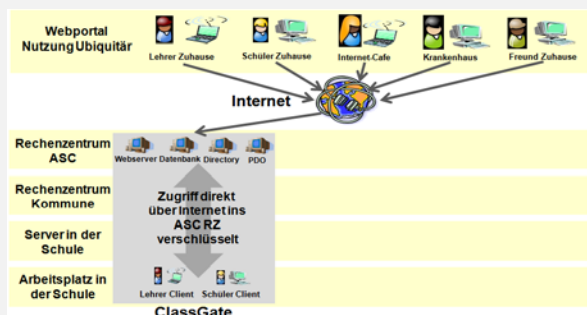 Webportal
Nutzung Ubiquitär
Lehrer Zuhause
Schüler Zuhause
Internet-Cafe
Krankenhaus
Freund Zuhause
Internet
Rechenzentrum
ASC
Webserver
Datenbank
Directory
PDO
Rechenzentrum
Kommune
Zugriff direkt
über Internet ins
ASC RZ
verschlüsselt
Server in der
Schule
Arbeitsplatz in
der Schule
Lehrer Client
Schüler Client
ClassGate